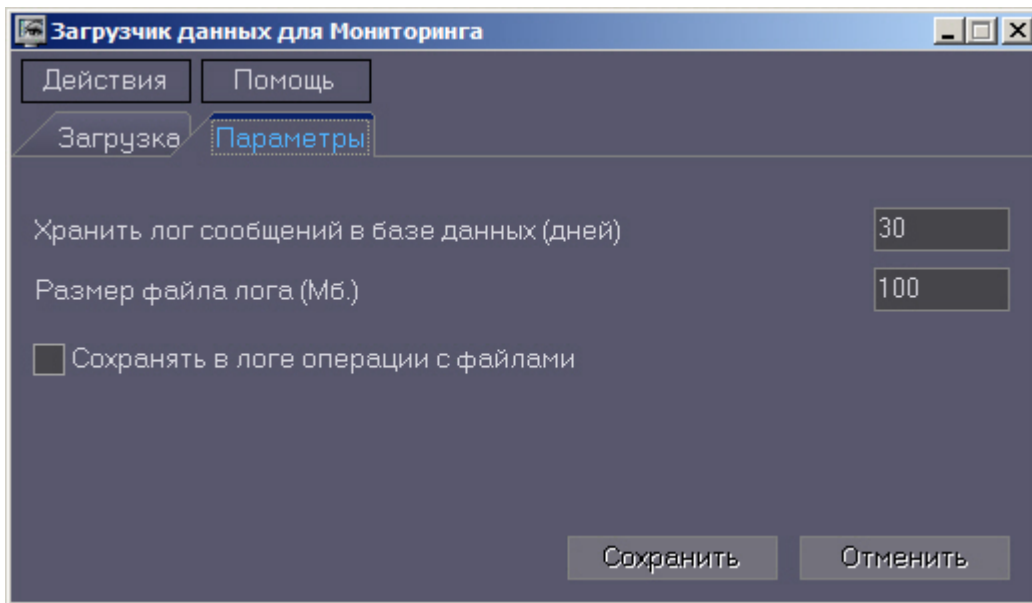 Загрузчик данных для Мониторинга
Действия Помощь
Загрузка Параметры
Хранить лог сообщений в базе данных (дней) 30
Размер файла лога (Мб.) 100
Сохранять в логе операции с файлами
Сохранить Отменить